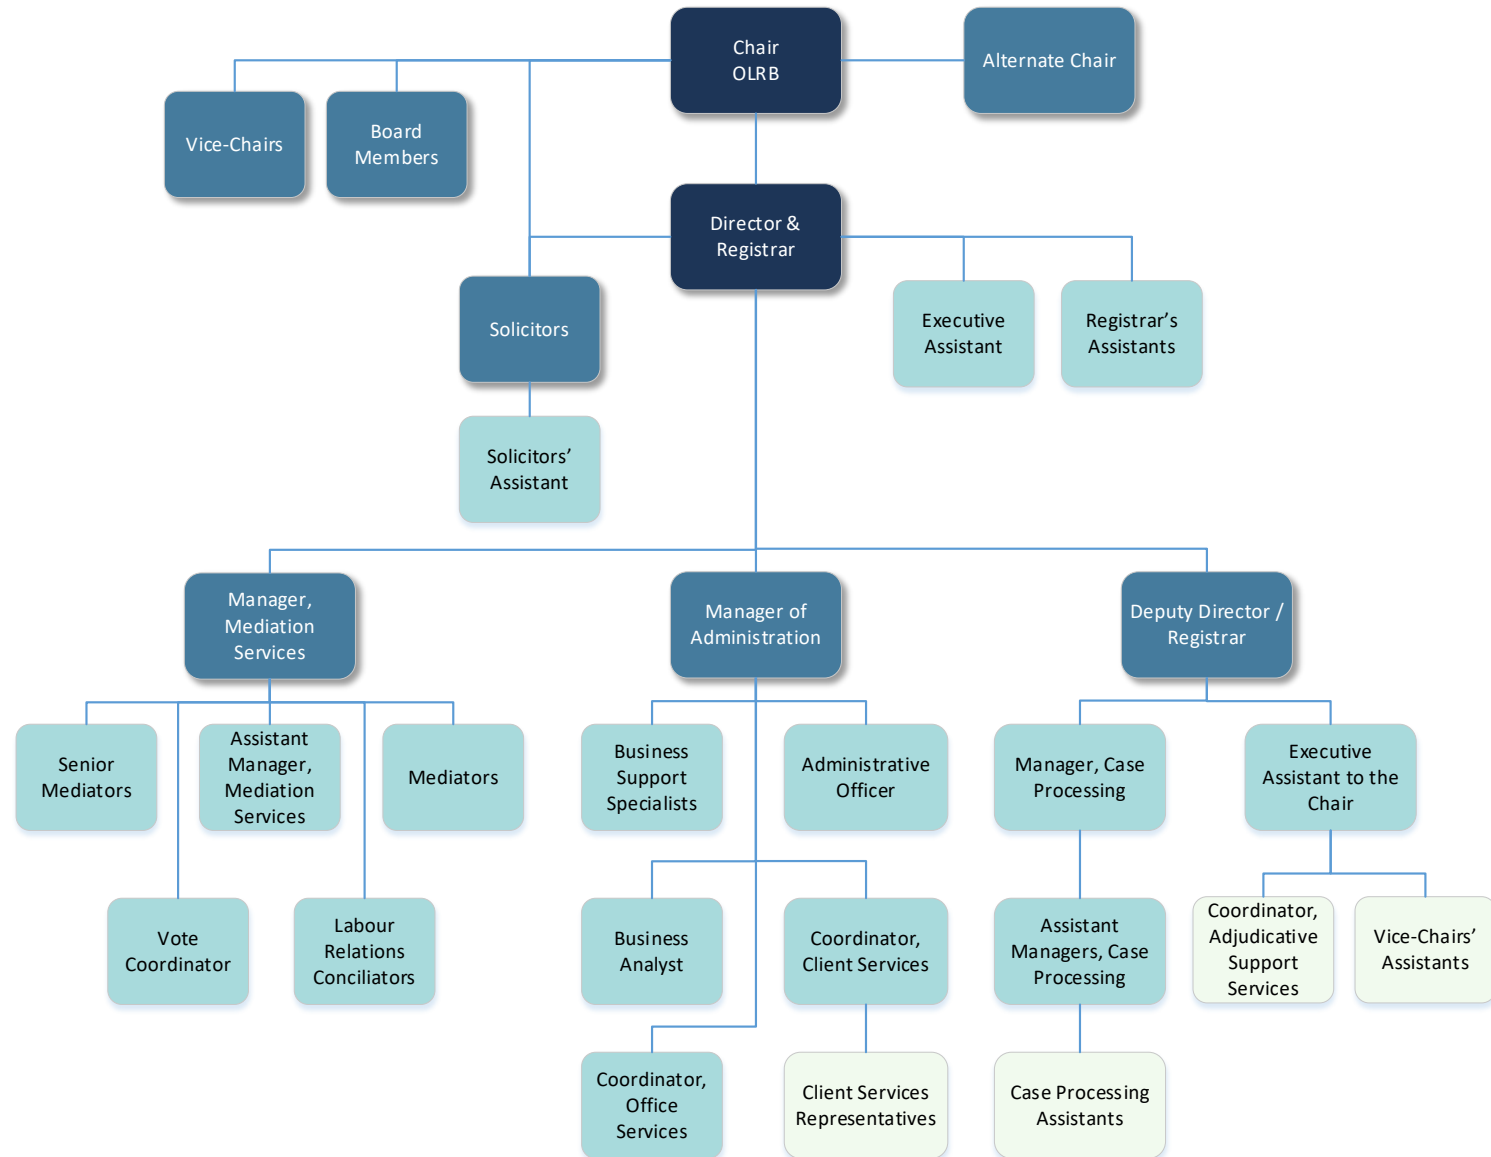 Chair
OLRB
Alternate Chair
Vice-Chairs
Board
Members
Director &
Registrar
Solicitors
Executive
Assistant
Registrar’s
Assistants
Solicitors’
Assistant
Manager,
Mediation
Services
Manager of
Administration
Deputy Director /
Registrar
Senior
Mediators
Assistant
Manager,
Mediation
Services
Mediators
Business
Support
Specialists
Administrative
Officer
Manager, Case
Processing
Executive
Assistant to the
Chair
Vote
Coordinator
Labour
Relations
Conciliators
Business
Analyst
Coordinator,
Client Services
Assistant
Managers, Case
Processing
Coordinator,
Adjudicative
Support
Services
Vice-Chairs’
Assistants
Coordinator,
Office
Services
Client Services
Representatives
Case Processing
Assistants